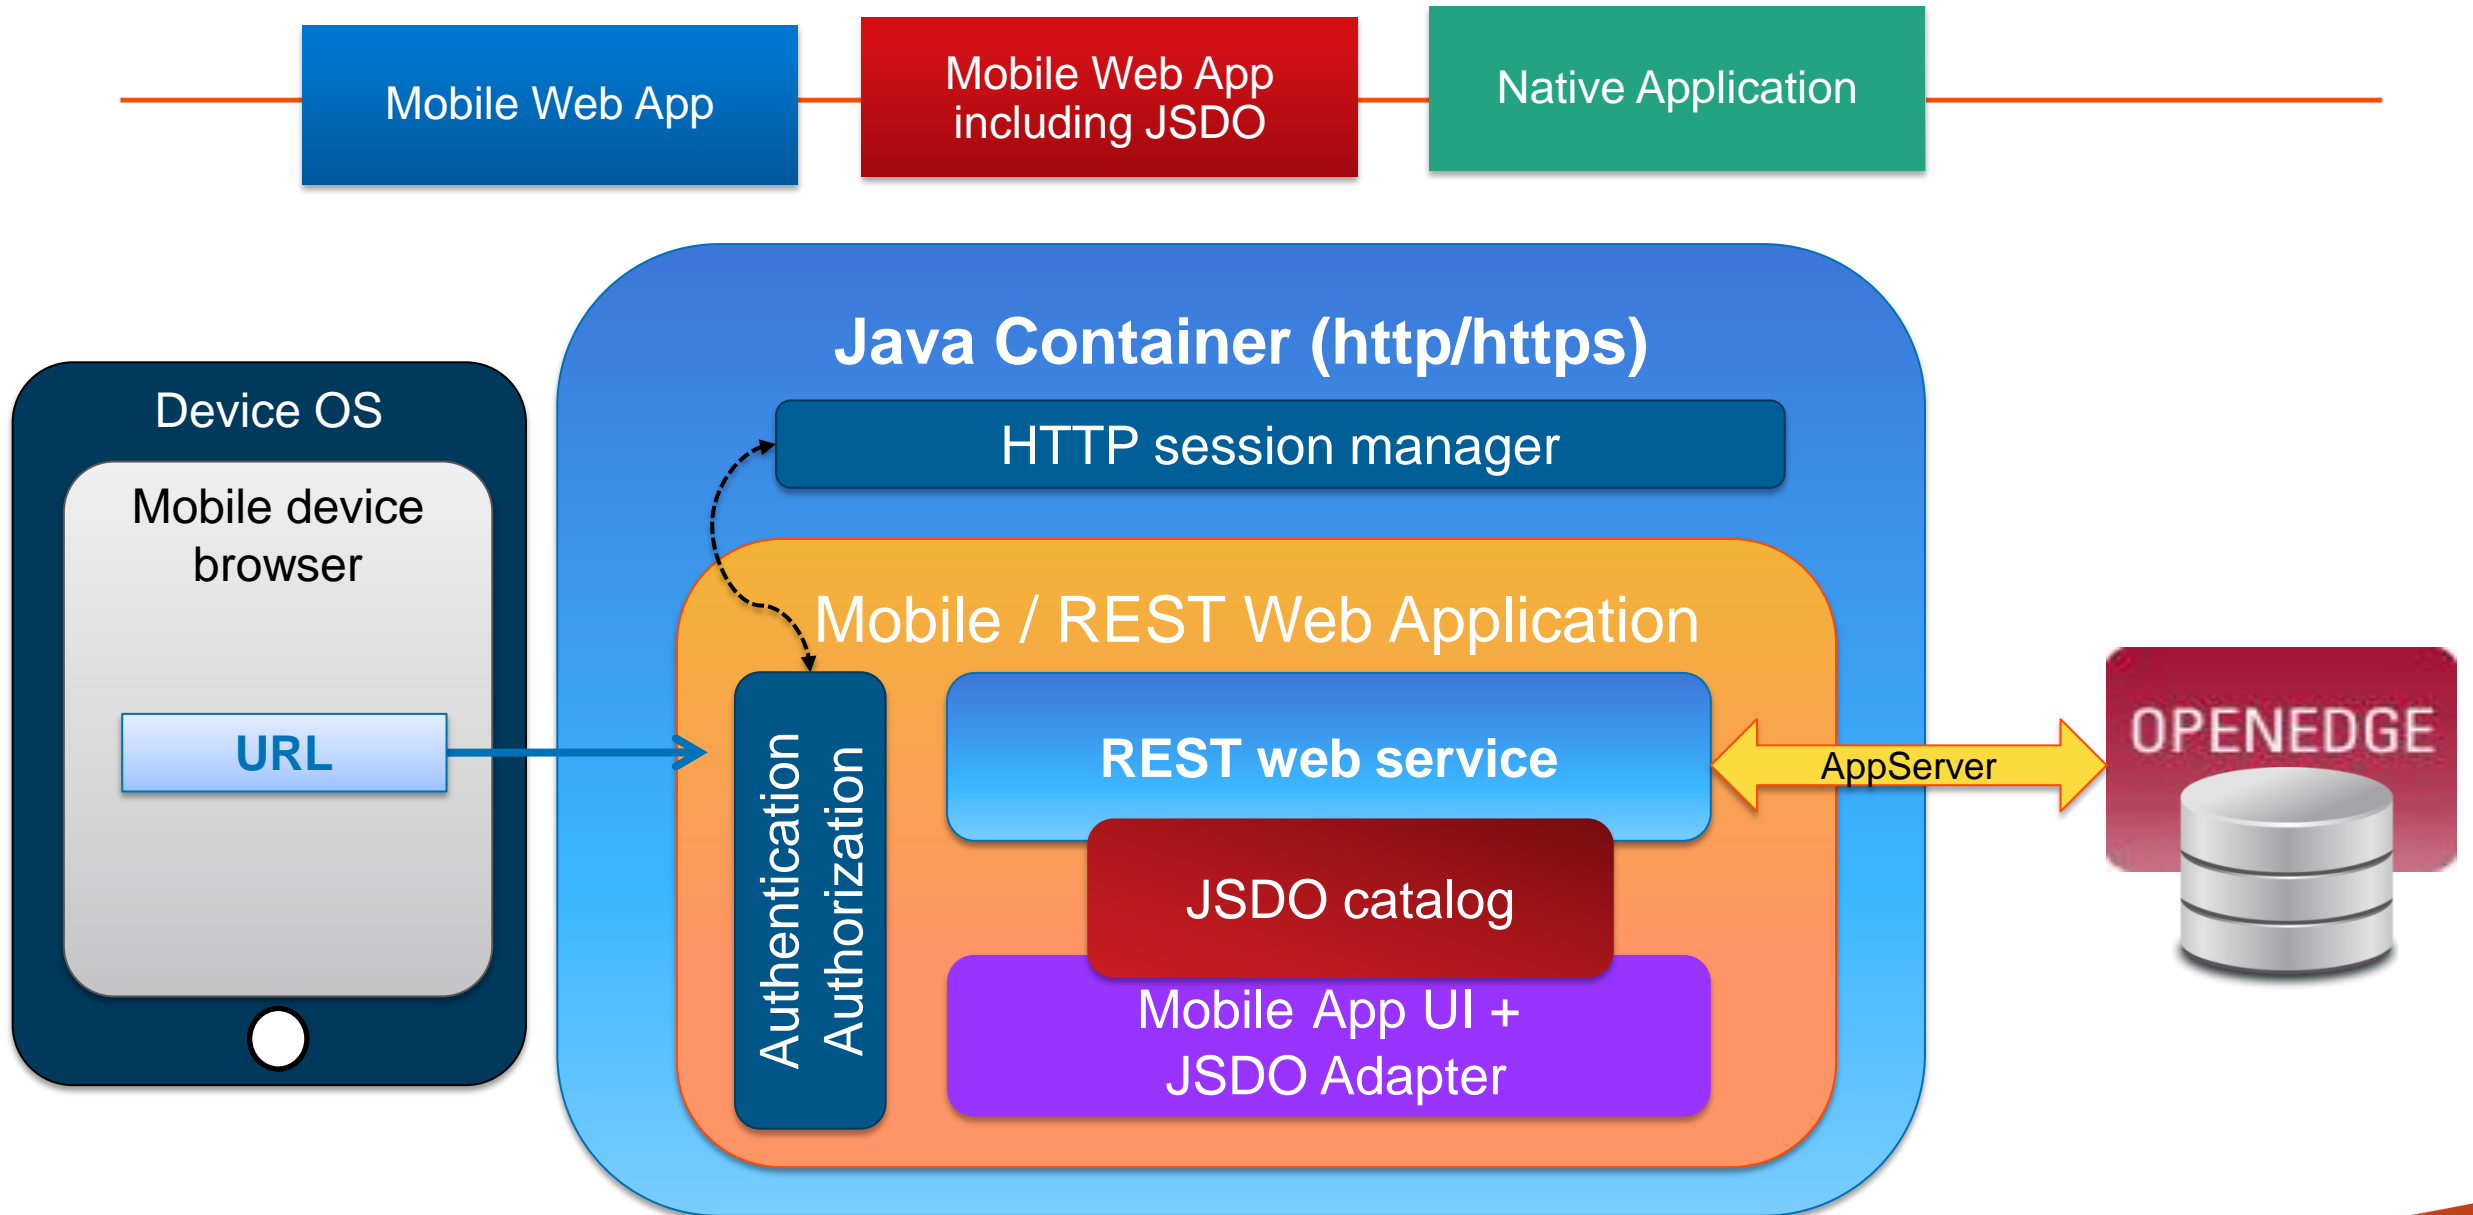 Mobile Web App
Mobile Web App
including JSDO
Native Application
Java Container (http/https)
Device OS
HTTP session manager
Mobile device
browser
Mobile / REST Web Application
URL
Authentication
Authorization
REST web service
AppServer
OPENEDGE
JSDO catalog
Mobile App UI +
JSDO Adapter